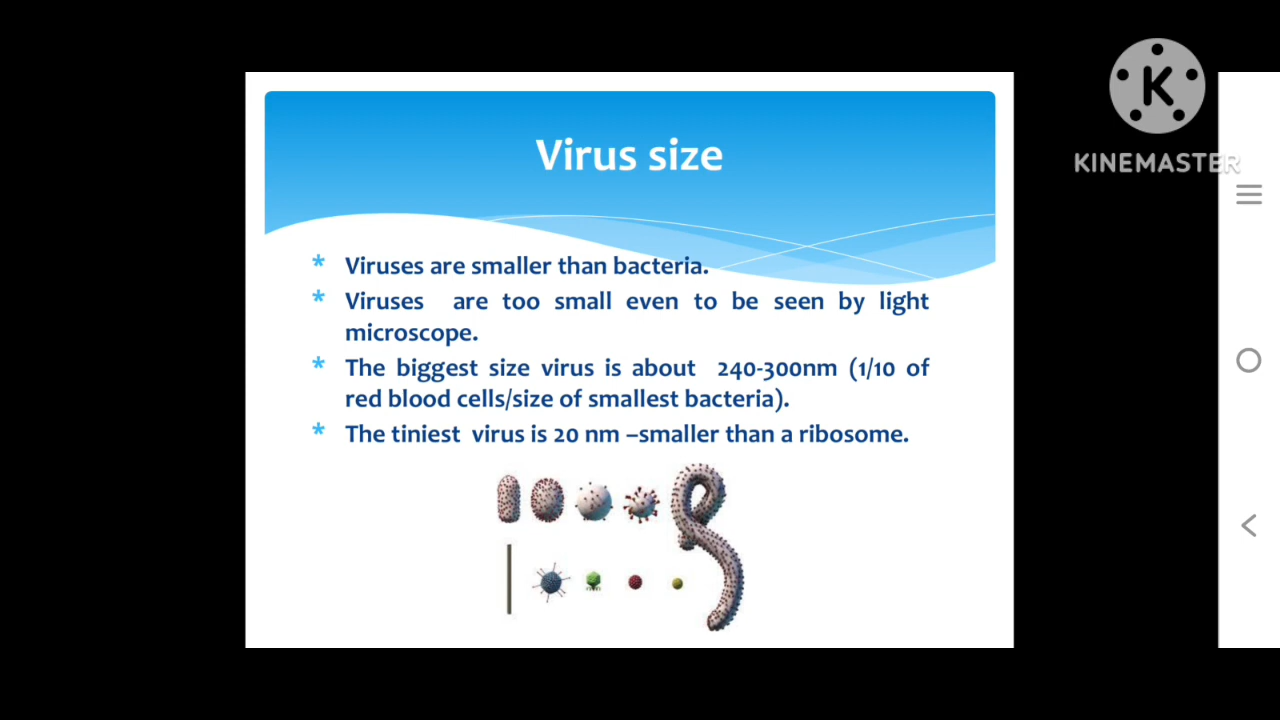 K
KINEMASTER
Virus size
* Viruses are smaller than bacteria.
* Viruses are too small even to be seen by light
microscope.
* The biggest size virus is about 240-300nm (1/10 of
red blood cells/size of smallest bacteria).
* The tiniest virus is 20 nm –smaller than a ribosome.